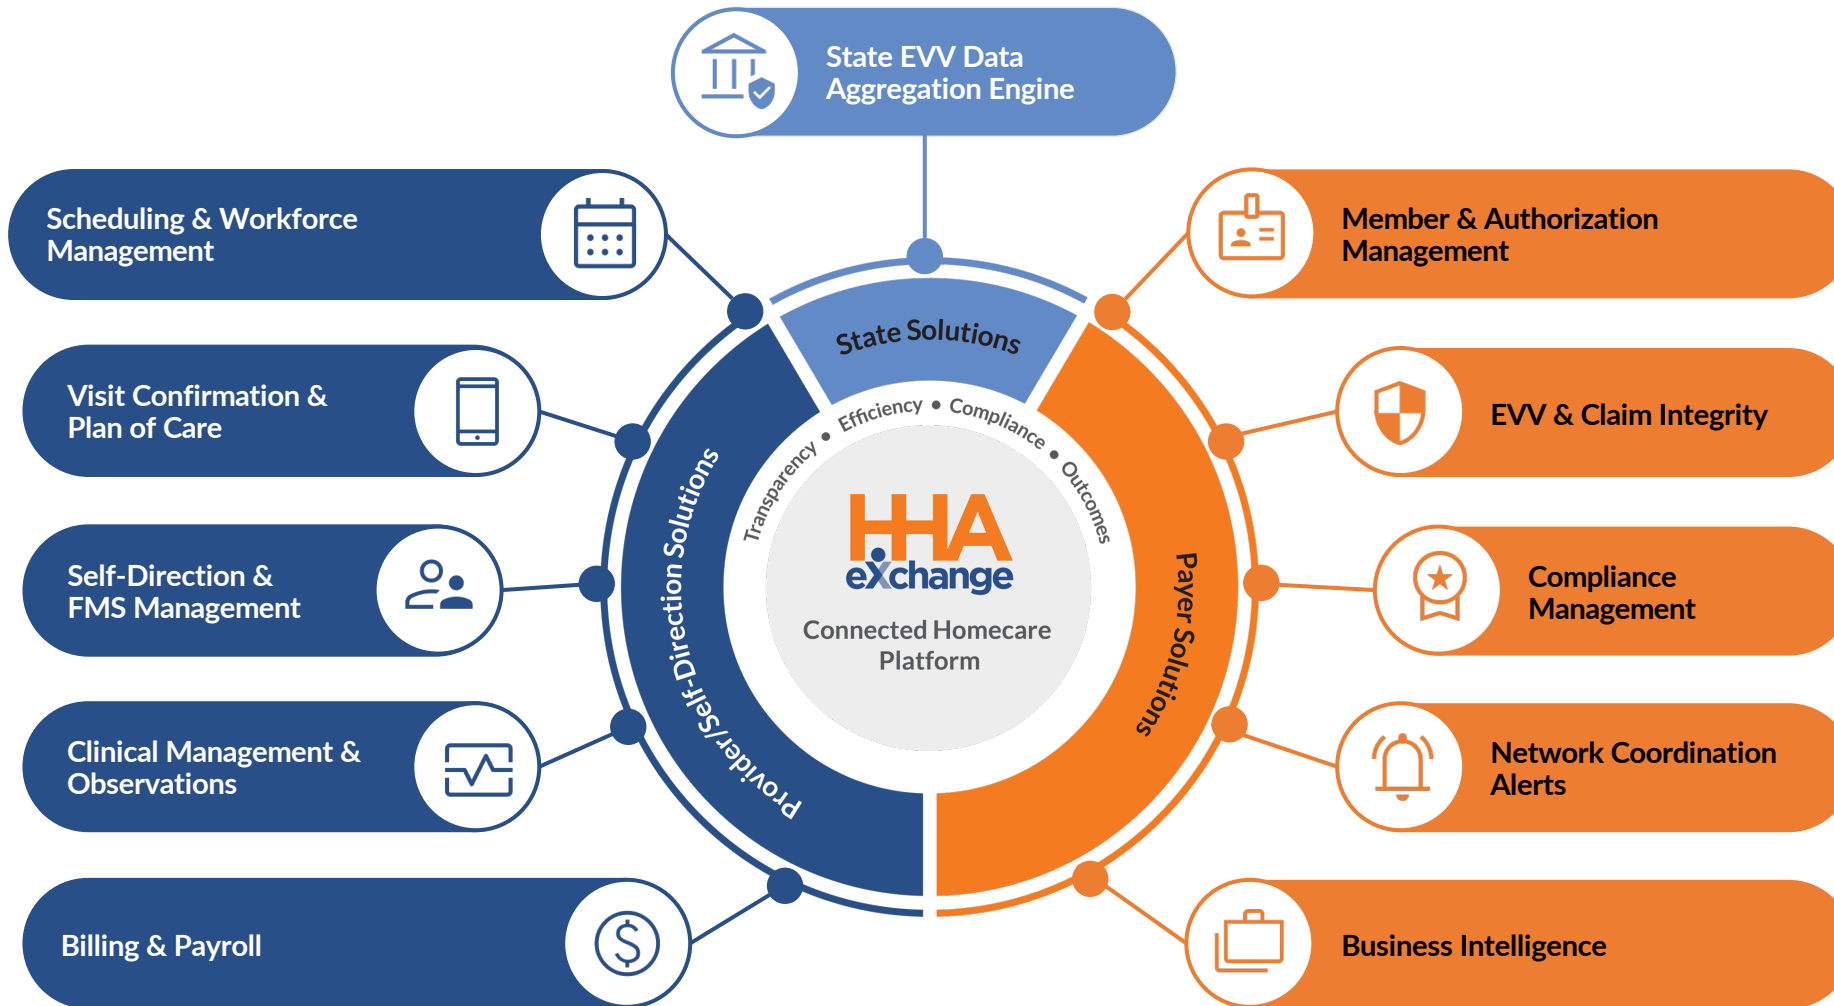 State EVV Data
Aggregation Engine
Scheduling & Workforce
Management
Visit Confirmation &
Plan of Care
Self-Direction &
FMS Management
Clinical Management &
Observations
Billing & Payroll
State Solutions
Provider/Self-Direction Solutions
Payer Solutions
Transparency • Efficiency • Compliance • Outcomes
HHA
eXchange
Connected Homecare
Platform
Member & Authorization
Management
EVV & Claim Integrity
Compliance
Management
Network Coordination
Alerts
Business Intelligence